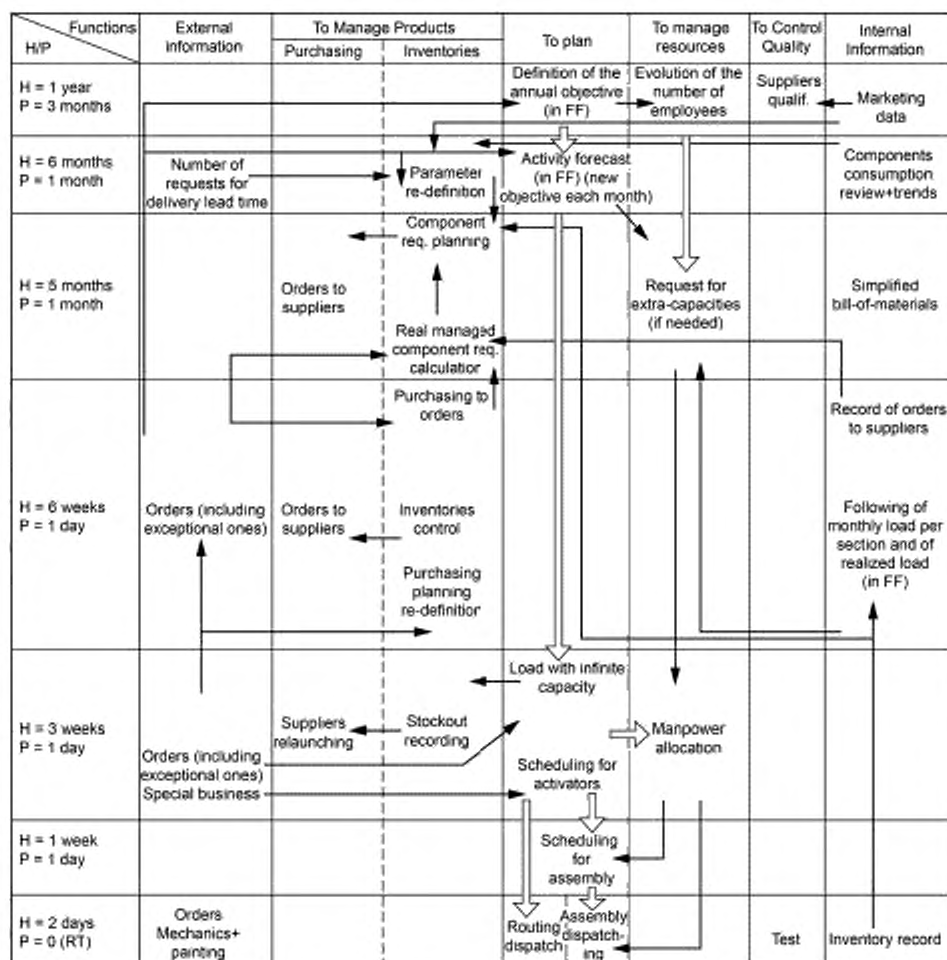 Functions
H/P
External
information
To Manage Products
Purchasing
Inventories
To plan
To manage
resources
To Control
Quality
Internal
Information
H = 1 year
P = 3 months
Definition of the
annual objective
(in FF)
Evolution of the
number of
employees
Suppliers
qualif.
Marketing
data
H = 6 months
P = 1 month
Number of
requests for
delivery lead time
Parameter
re-definition
Activity forecast
(in FF) (new
objective each month)
Components
consumption
review+trends
H = 5 months
P = 1 month
Component
req. planning
Orders to
suppliers
Real managed
component req.
calculation
Request for
extra-capacities
(if needed)
Simplified
bill-of-materials
H = 6 weeks
P = 1 day
Purchasing to
orders
Record of orders
to suppliers
Orders (including
exceptional ones)
Orders to
suppliers
Inventories
control
Purchasing
planning
re-definition
Following of
monthly load per
section and of
realized load
(in FF)
H = 3 weeks
P = 1 day
Load with infinite
capacity
Suppliers
relaunching
Stockout
recording
Manpower
allocation
Orders (including
exceptional ones)
Special business
Scheduling for
activators
H = 1 week
P = 1 day
Scheduling
for
assembly
H = 2 days
P = 0 (RT)
Orders
Mechanics+
painting
Routing
dispatch
Assembly
dispatch-
ing
Test
Inventory record